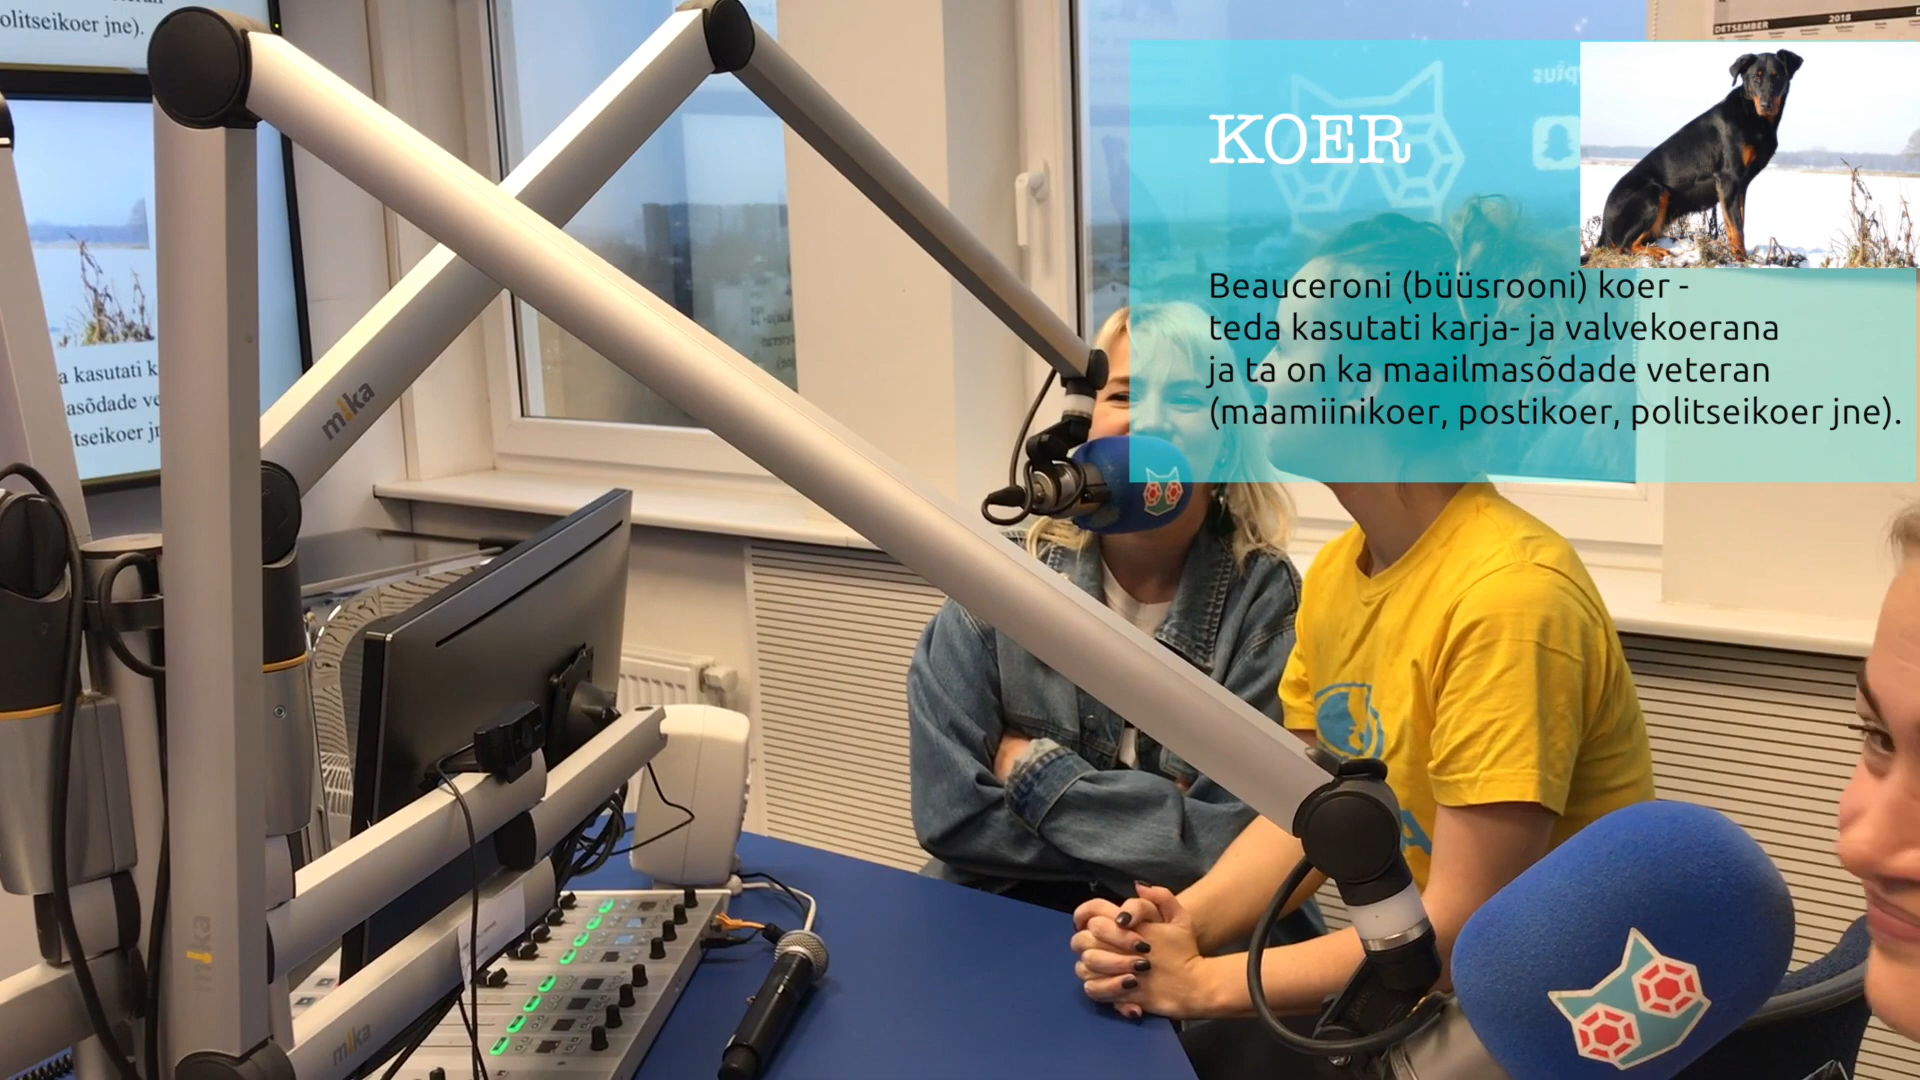 olitseikoer jne).
DETSEMBER
2018
KOER
Beauceroni (büüsrooni) koer -
teda kasutati karja- ja valvekoerana
ja ta on ka maailmasõdade veteran
(maamiinikoer, postikoer, politseikoer jne).
a kasutati k
asõdade ve
tseikoer jn
mika
mika
mika